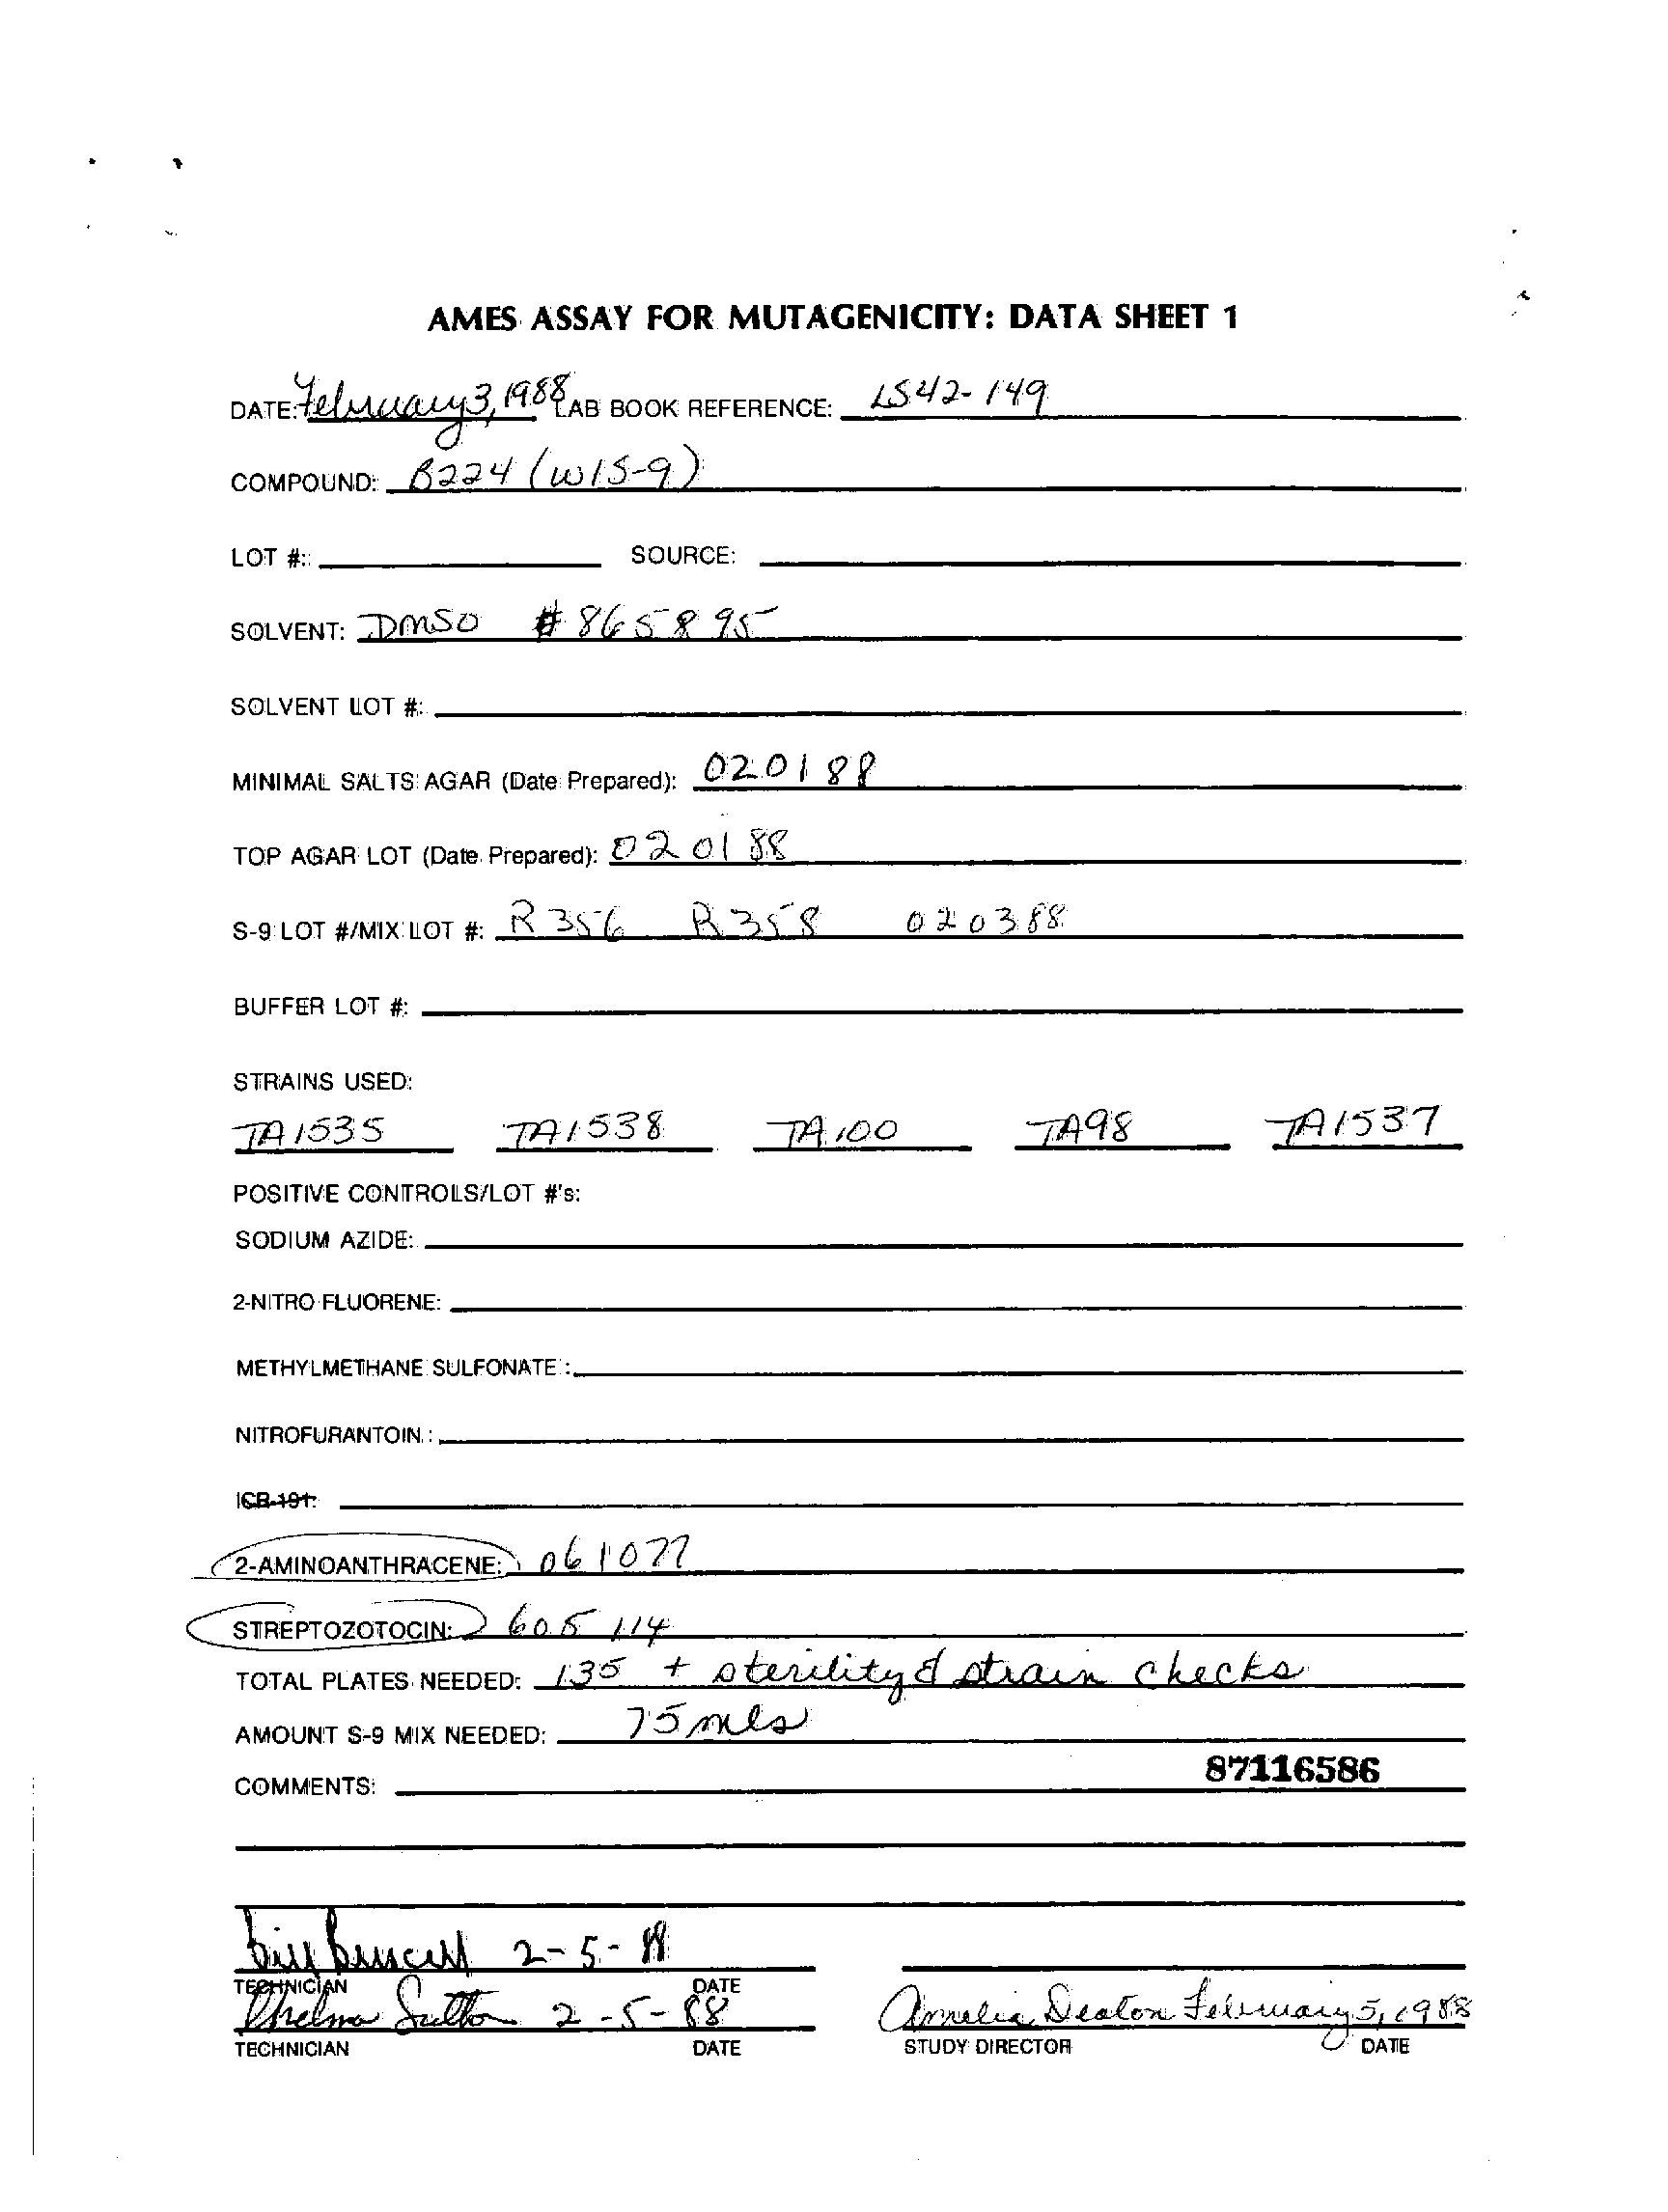 AMES ASSAY FOR MUTAGENICITY: DATA SHEET 1
DATE: February 3, 1988 LAB BOOK REFERENCE: LS42-149
COMPOUND: B224 (WIS-9)
LOT #: SOURCE:
SOLVENT: DMSO # 865895
SOLVENT LOT #:
MINIMAL SALTS AGAR (Date Prepared): 020188
TOP AGAR LOT (Date Prepared): 020188
S-9 LOT #/MIX LOT #: R356 R358 020388
BUFFER LOT #:
STRAINS USED:
TA1535 TA1538 TA100 TA98 TA1537
POSITIVE CONTROLS/LOT #'s:
SODIUM AZIDE:
2-NITRO FLUORENE:
METHYLMETHANE SULFONATE :
NITROFURANTOIN :
ICR-191:
2-AMINOANTHRACENE: 061077
STREPTOZOTOCIN: 605114
TOTAL PLATES NEEDED: 135 + sterility & strain checks
AMOUNT S-9 MIX NEEDED: 75 mls
87116586
COMMENTS:
Bill 2-5-88
TECHNICIAN DATE
Thelma Sutton 2-5-88 Amelia Deaton February 5, 1988
TECHNICIAN DATE STUDY DIRECTOR DATE